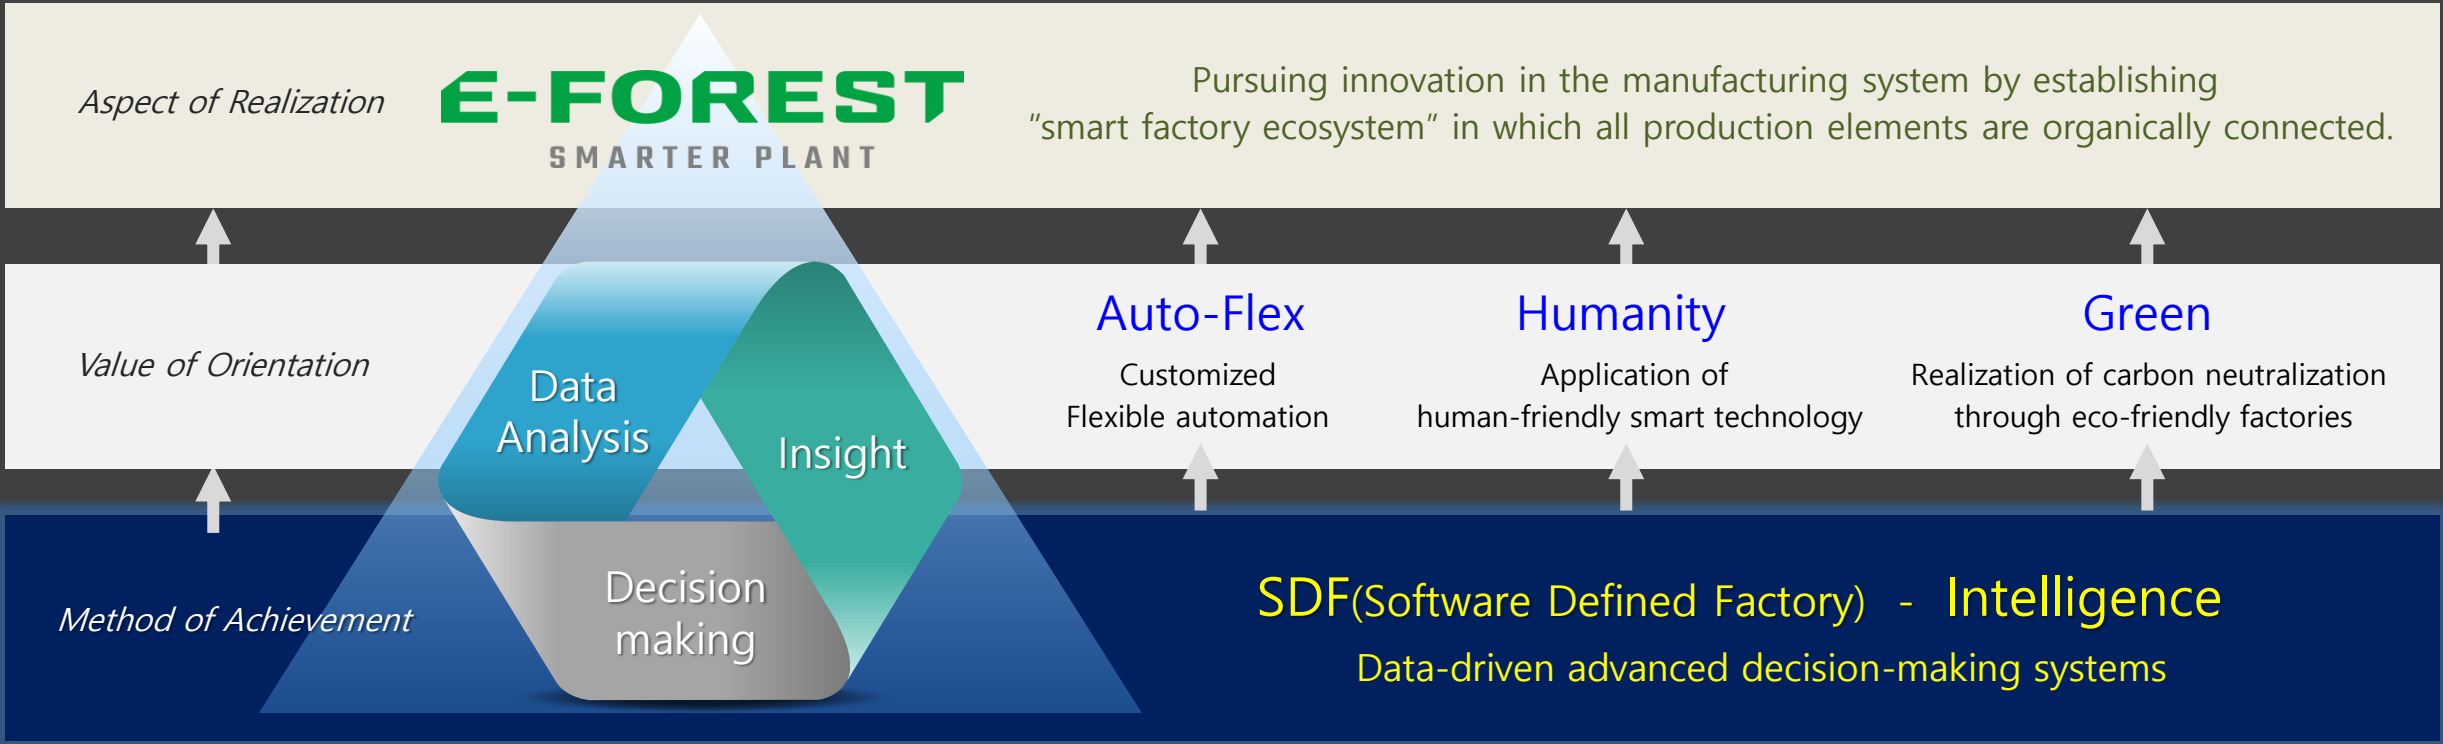 Aspect of Realization
E-FOREST
SMARTER PLANT
Pursuing innovation in the manufacturing system by establishing
"smart factory ecosystem" in which all production elements are organically connected.
Value of Orientation
Data
Analysis
Insight
Auto-Flex
Customized
Flexible automation
Humanity
Application of
human-friendly smart technology
Green
Realization of carbon neutralization
through eco-friendly factories
Method of Achievement
Decision
making
SDF(Software Defined Factory) - Intelligence
Data-driven advanced decision-making systems